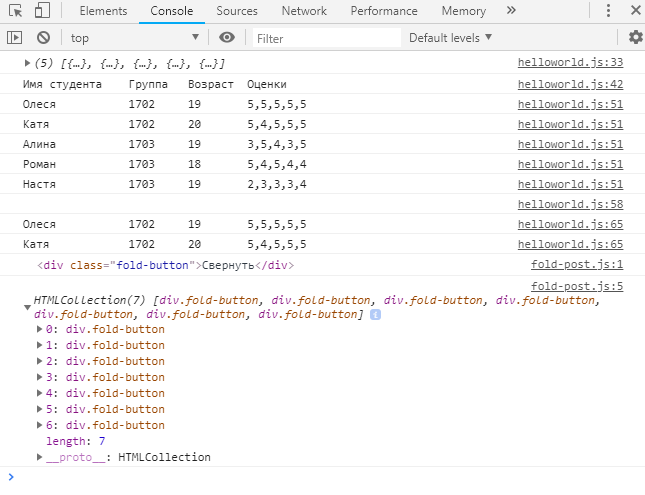 Elements Console Sources Network Performance Memory »
top Filter Default levels
(5) [{…}, {…}, {…}, {…}, {…}] helloworld.js:33
Имя студента Группа Возраст Оценки helloworld.js:42
Олеся 1702 19 5,5,5,5,5 helloworld.js:51
Катя 1702 20 5,4,5,5,5 helloworld.js:51
Алина 1703 19 3,5,4,3,5 helloworld.js:51
Роман 1703 18 5,4,5,4,4 helloworld.js:51
Настя 1703 19 2,3,3,3,4 helloworld.js:51
helloworld.js:58
Олеся 1702 19 5,5,5,5,5 helloworld.js:65
Катя 1702 20 5,4,5,5,5 helloworld.js:65
<div class="fold-button">Свернуть</div> fold-post.js:1
fold-post.js:5
HTMLCollection(7) [div.fold-button, div.fold-button, div.fold-button, div.fold-button,
div.fold-button, div.fold-button, div.fold-button] i
0: div.fold-button
1: div.fold-button
2: div.fold-button
3: div.fold-button
4: div.fold-button
5: div.fold-button
6: div.fold-button
length: 7
__proto__: HTMLCollection